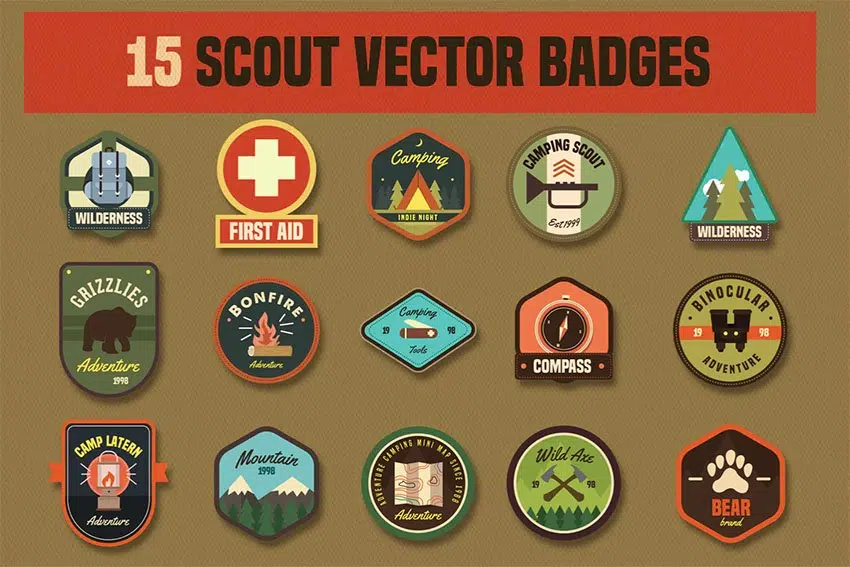 15 SCOUT VECTOR BADGES
WILDERNESS
FIRST AID
Camping
INDIE NIGHT
CAMPING SCOUT
Est 1999
WILDERNESS
GRIZZLIES
Adventure
1998
BONFIRE
Adventure
Camping
19 98
Tools
COMPASS
BINOCULAR
19 98
ADVENTURE
CAMP LATERN
Adventure
Mountain
1998
ADVENTURE CAMPING MINI MAP SINCE 1988
Adventure
Wild Axe
19 98
BEAR
brand